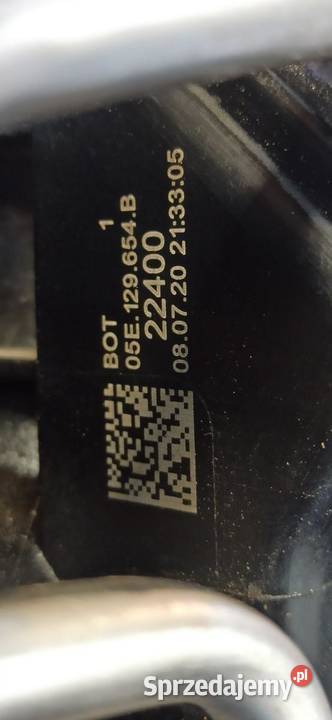 BOT 1
05E.129.654.B
22400
08.07.20 21:33:05
Sprzedajemy.pl